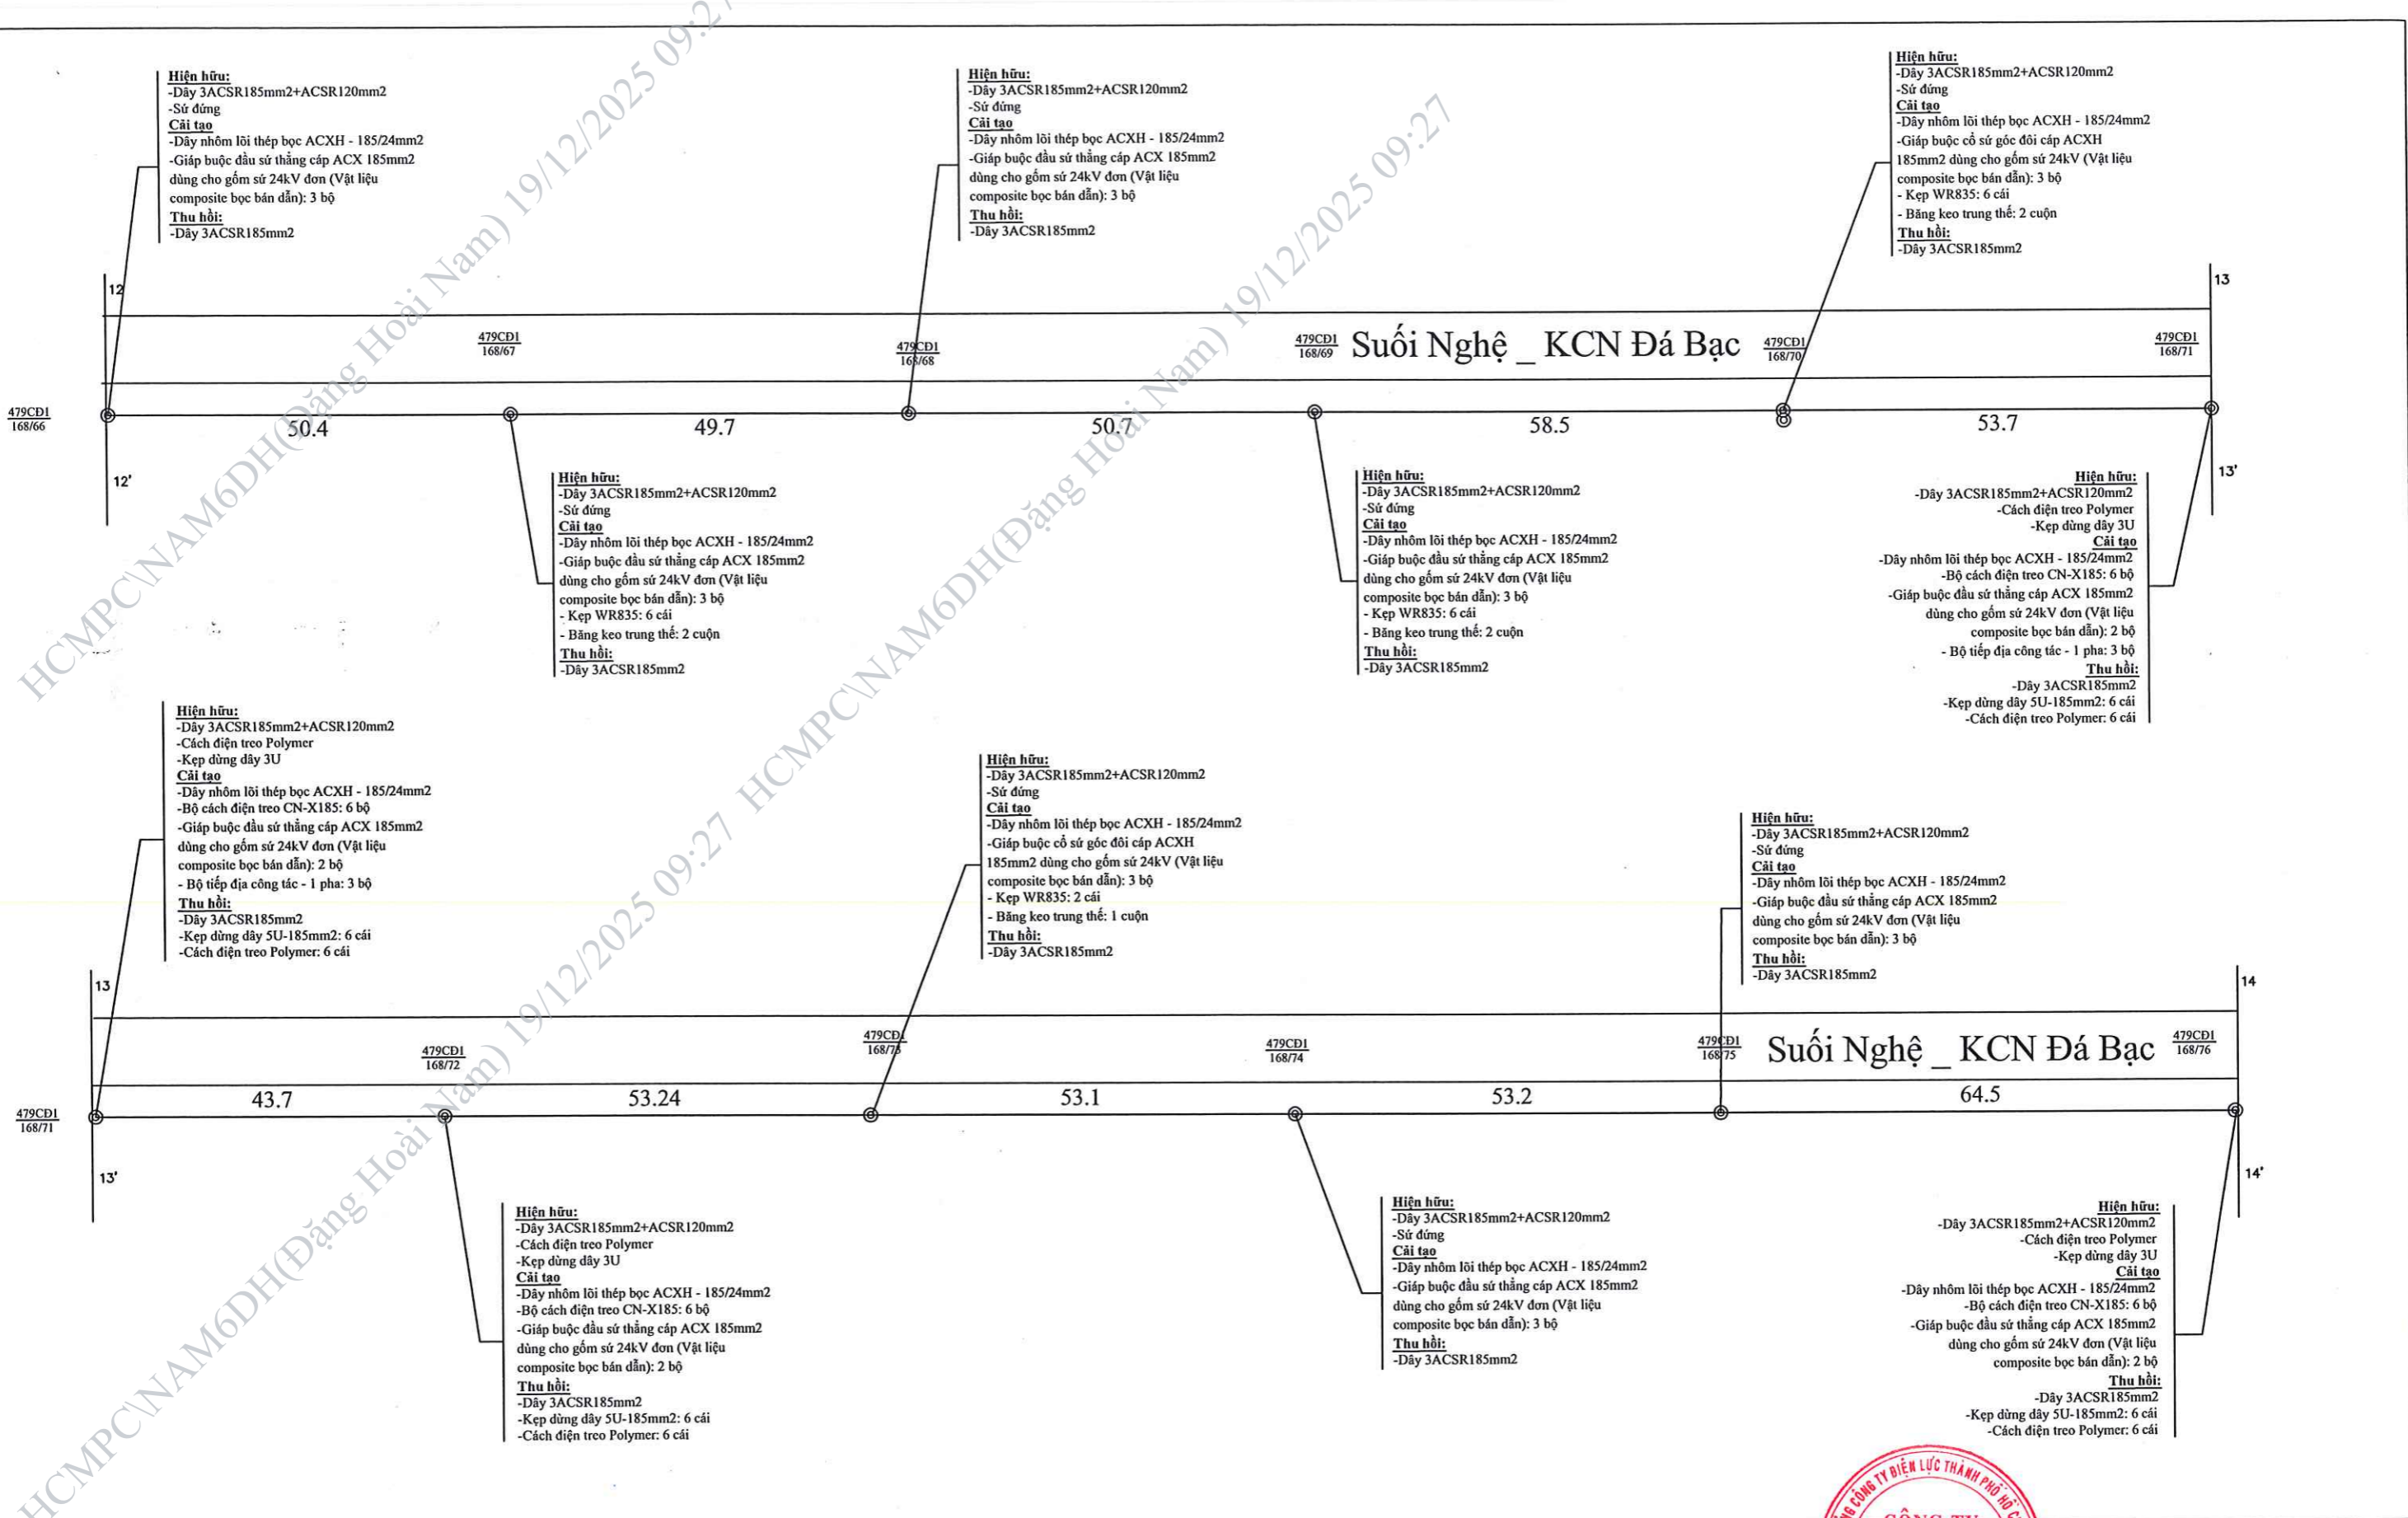 Hiện hữu:
-Dây 3ACSR185mm2+ACSR120mm2
-Sứ đứng
Cải tạo
-Dây nhôm lõi thép bọc ACXH - 185/24mm2
-Giáp buộc đầu sứ thẳng cáp ACX 185mm2
dùng cho gốm sứ 24kV đơn (Vật liệu
composite bọc bán dẫn): 3 bộ
Thu hồi:
-Dây 3ACSR185mm2
Hiện hữu:
-Dây 3ACSR185mm2+ACSR120mm2
-Sứ đứng
Cải tạo
-Dây nhôm lõi thép bọc ACXH - 185/24mm2
-Giáp buộc đầu sứ thẳng cáp ACX 185mm2
dùng cho gốm sứ 24kV đơn (Vật liệu
composite bọc bán dẫn): 3 bộ
Thu hồi:
-Dây 3ACSR185mm2
Hiện hữu:
-Dây 3ACSR185mm2+ACSR120mm2
-Sứ đứng
Cải tạo
-Dây nhôm lõi thép bọc ACXH - 185/24mm2
-Giáp buộc cổ sứ góc đôi cáp ACXH
185mm2 dùng cho gốm sứ 24kV (Vật liệu
composite bọc bán dẫn): 3 bộ
- Kẹp WR835: 6 cái
- Băng keo trung thế: 2 cuộn
Thu hồi:
-Dây 3ACSR185mm2
12
13
479CĐ1
168/67
479CĐ1
168/68
479CĐ1
168/69
Suối Nghệ _ KCN Đá Bạc
479CĐ1
168/70
479CĐ1
168/71
479CĐ1
168/66
50.4
49.7
50.7
58.5
53.7
12'
13'
Hiện hữu:
-Dây 3ACSR185mm2+ACSR120mm2
-Sứ đứng
Cải tạo
-Dây nhôm lõi thép bọc ACXH - 185/24mm2
-Giáp buộc đầu sứ thẳng cáp ACX 185mm2
dùng cho gốm sứ 24kV đơn (Vật liệu
composite bọc bán dẫn): 3 bộ
- Kẹp WR835: 6 cái
- Băng keo trung thế: 2 cuộn
Thu hồi:
-Dây 3ACSR185mm2
Hiện hữu:
-Dây 3ACSR185mm2+ACSR120mm2
-Sứ đứng
Cải tạo
-Dây nhôm lõi thép bọc ACXH - 185/24mm2
-Giáp buộc đầu sứ thẳng cáp ACX 185mm2
dùng cho gốm sứ 24kV đơn (Vật liệu
composite bọc bán dẫn): 3 bộ
- Kẹp WR835: 6 cái
- Băng keo trung thế: 2 cuộn
Thu hồi:
-Dây 3ACSR185mm2
Hiện hữu:
-Dây 3ACSR185mm2+ACSR120mm2
-Cách điện treo Polymer
-Kẹp dừng dây 3U
Cải tạo
-Dây nhôm lõi thép bọc ACXH - 185/24mm2
-Bộ cách điện treo CN-X185: 6 bộ
-Giáp buộc đầu sứ thẳng cáp ACX 185mm2
dùng cho gốm sứ 24kV đơn (Vật liệu
composite bọc bán dẫn): 2 bộ
- Bộ tiếp địa công tác - 1 pha: 3 bộ
Thu hồi:
-Dây 3ACSR185mm2
-Kẹp dừng dây 5U-185mm2: 6 cái
-Cách điện treo Polymer: 6 cái
Hiện hữu:
-Dây 3ACSR185mm2+ACSR120mm2
-Cách điện treo Polymer
-Kẹp dừng dây 3U
Cải tạo
-Dây nhôm lõi thép bọc ACXH - 185/24mm2
-Bộ cách điện treo CN-X185: 6 bộ
-Giáp buộc đầu sứ thẳng cáp ACX 185mm2
dùng cho gốm sứ 24kV đơn (Vật liệu
composite bọc bán dẫn): 2 bộ
- Bộ tiếp địa công tác - 1 pha: 3 bộ
Thu hồi:
-Dây 3ACSR185mm2
-Kẹp dừng dây 5U-185mm2: 6 cái
-Cách điện treo Polymer: 6 cái
Hiện hữu:
-Dây 3ACSR185mm2+ACSR120mm2
-Sứ đứng
Cải tạo
-Dây nhôm lõi thép bọc ACXH - 185/24mm2
-Giáp buộc cổ sứ góc đôi cáp ACXH
185mm2 dùng cho gốm sứ 24kV (Vật liệu
composite bọc bán dẫn): 3 bộ
- Kẹp WR835: 2 cái
- Băng keo trung thế: 1 cuộn
Thu hồi:
-Dây 3ACSR185mm2
Hiện hữu:
-Dây 3ACSR185mm2+ACSR120mm2
-Sứ đứng
Cải tạo
-Dây nhôm lõi thép bọc ACXH - 185/24mm2
-Giáp buộc đầu sứ thẳng cáp ACX 185mm2
dùng cho gốm sứ 24kV đơn (Vật liệu
composite bọc bán dẫn): 3 bộ
Thu hồi:
-Dây 3ACSR185mm2
13
14
479CĐ1
168/72
479CĐ1
168/73
479CĐ1
168/74
479CĐ1
168/75
Suối Nghệ _ KCN Đá Bạc
479CĐ1
168/76
479CĐ1
168/71
43.7
53.24
53.1
53.2
64.5
13'
14'
Hiện hữu:
-Dây 3ACSR185mm2+ACSR120mm2
-Cách điện treo Polymer
-Kẹp dừng dây 3U
Cải tạo
-Dây nhôm lõi thép bọc ACXH - 185/24mm2
-Bộ cách điện treo CN-X185: 6 bộ
-Giáp buộc đầu sứ thẳng cáp ACX 185mm2
dùng cho gốm sứ 24kV đơn (Vật liệu
composite bọc bán dẫn): 2 bộ
Thu hồi:
-Dây 3ACSR185mm2
-Kẹp dừng dây 5U-185mm2: 6 cái
-Cách điện treo Polymer: 6 cái
Hiện hữu:
-Dây 3ACSR185mm2+ACSR120mm2
-Sứ đứng
Cải tạo
-Dây nhôm lõi thép bọc ACXH - 185/24mm2
-Giáp buộc đầu sứ thẳng cáp ACX 185mm2
dùng cho gốm sứ 24kV đơn (Vật liệu
composite bọc bán dẫn): 3 bộ
Thu hồi:
-Dây 3ACSR185mm2
Hiện hữu:
-Dây 3ACSR185mm2+ACSR120mm2
-Cách điện treo Polymer
-Kẹp dừng dây 3U
Cải tạo
-Dây nhôm lõi thép bọc ACXH - 185/24mm2
-Bộ cách điện treo CN-X185: 6 bộ
-Giáp buộc đầu sứ thẳng cáp ACX 185mm2
dùng cho gốm sứ 24kV đơn (Vật liệu
composite bọc bán dẫn): 2 bộ
Thu hồi:
-Dây 3ACSR185mm2
-Kẹp dừng dây 5U-185mm2: 6 cái
-Cách điện treo Polymer: 6 cái
HCMPC\NAM6DH(Đặng Hoài Nam) 19/12/2025 09:27
HCMPC\NAM6DH(Đặng Hoài Nam) 19/12/2025 09:27
HCMPC\NAM6DH(Đặng Hoài Nam) 19/12/2025 09:27
CÔNG TY ĐIỆN LỰC THÀNH PHỐ HỒ
CÔNG TY